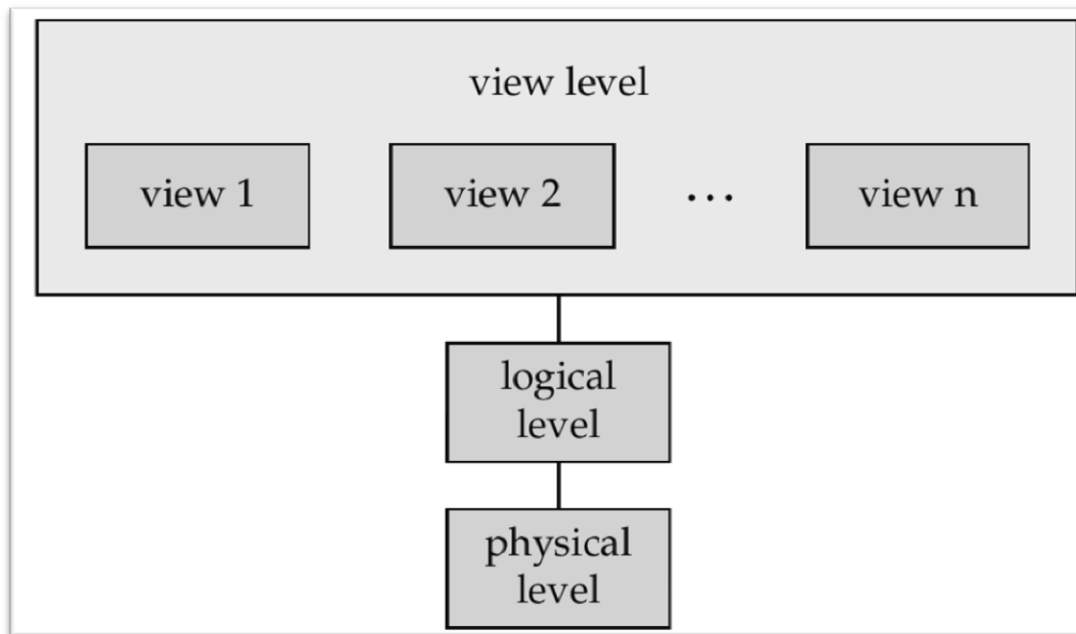 view level
view 1
view 2
...
view n
logical
level
physical
level